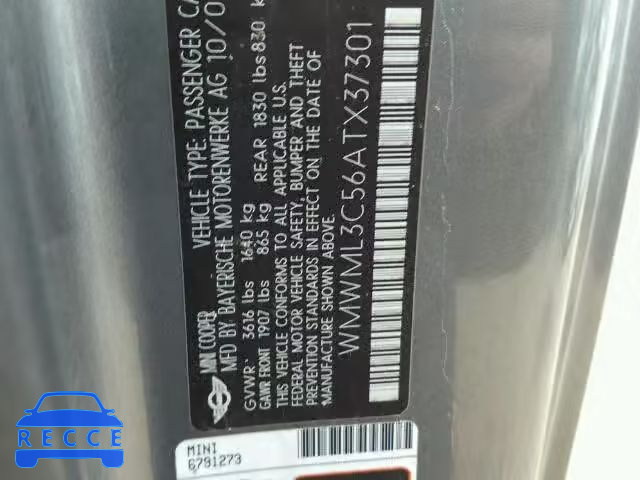 MINI COOPER
VEHICLE TYPE: PASSENGER CA
MFD BY BAYERISCHE MOTORENWERKE AG 10/0
GVWR: 3616 lbs 1640 kg
GAWR FRONT 1907 lbs 865 kg REAR 1830 lbs 830 k
THIS VEHICLE CONFORMS TO ALL APPLICABLE U.S.
FEDERAL MOTOR VEHICLE SAFETY, BUMPER AND THEFT
PREVENTION STANDARDS IN EFFECT ON THE DATE OF
MANUFACTURE SHOWN ABOVE.
WMWML3C56ATX37301
MINI
6791273
RECCE